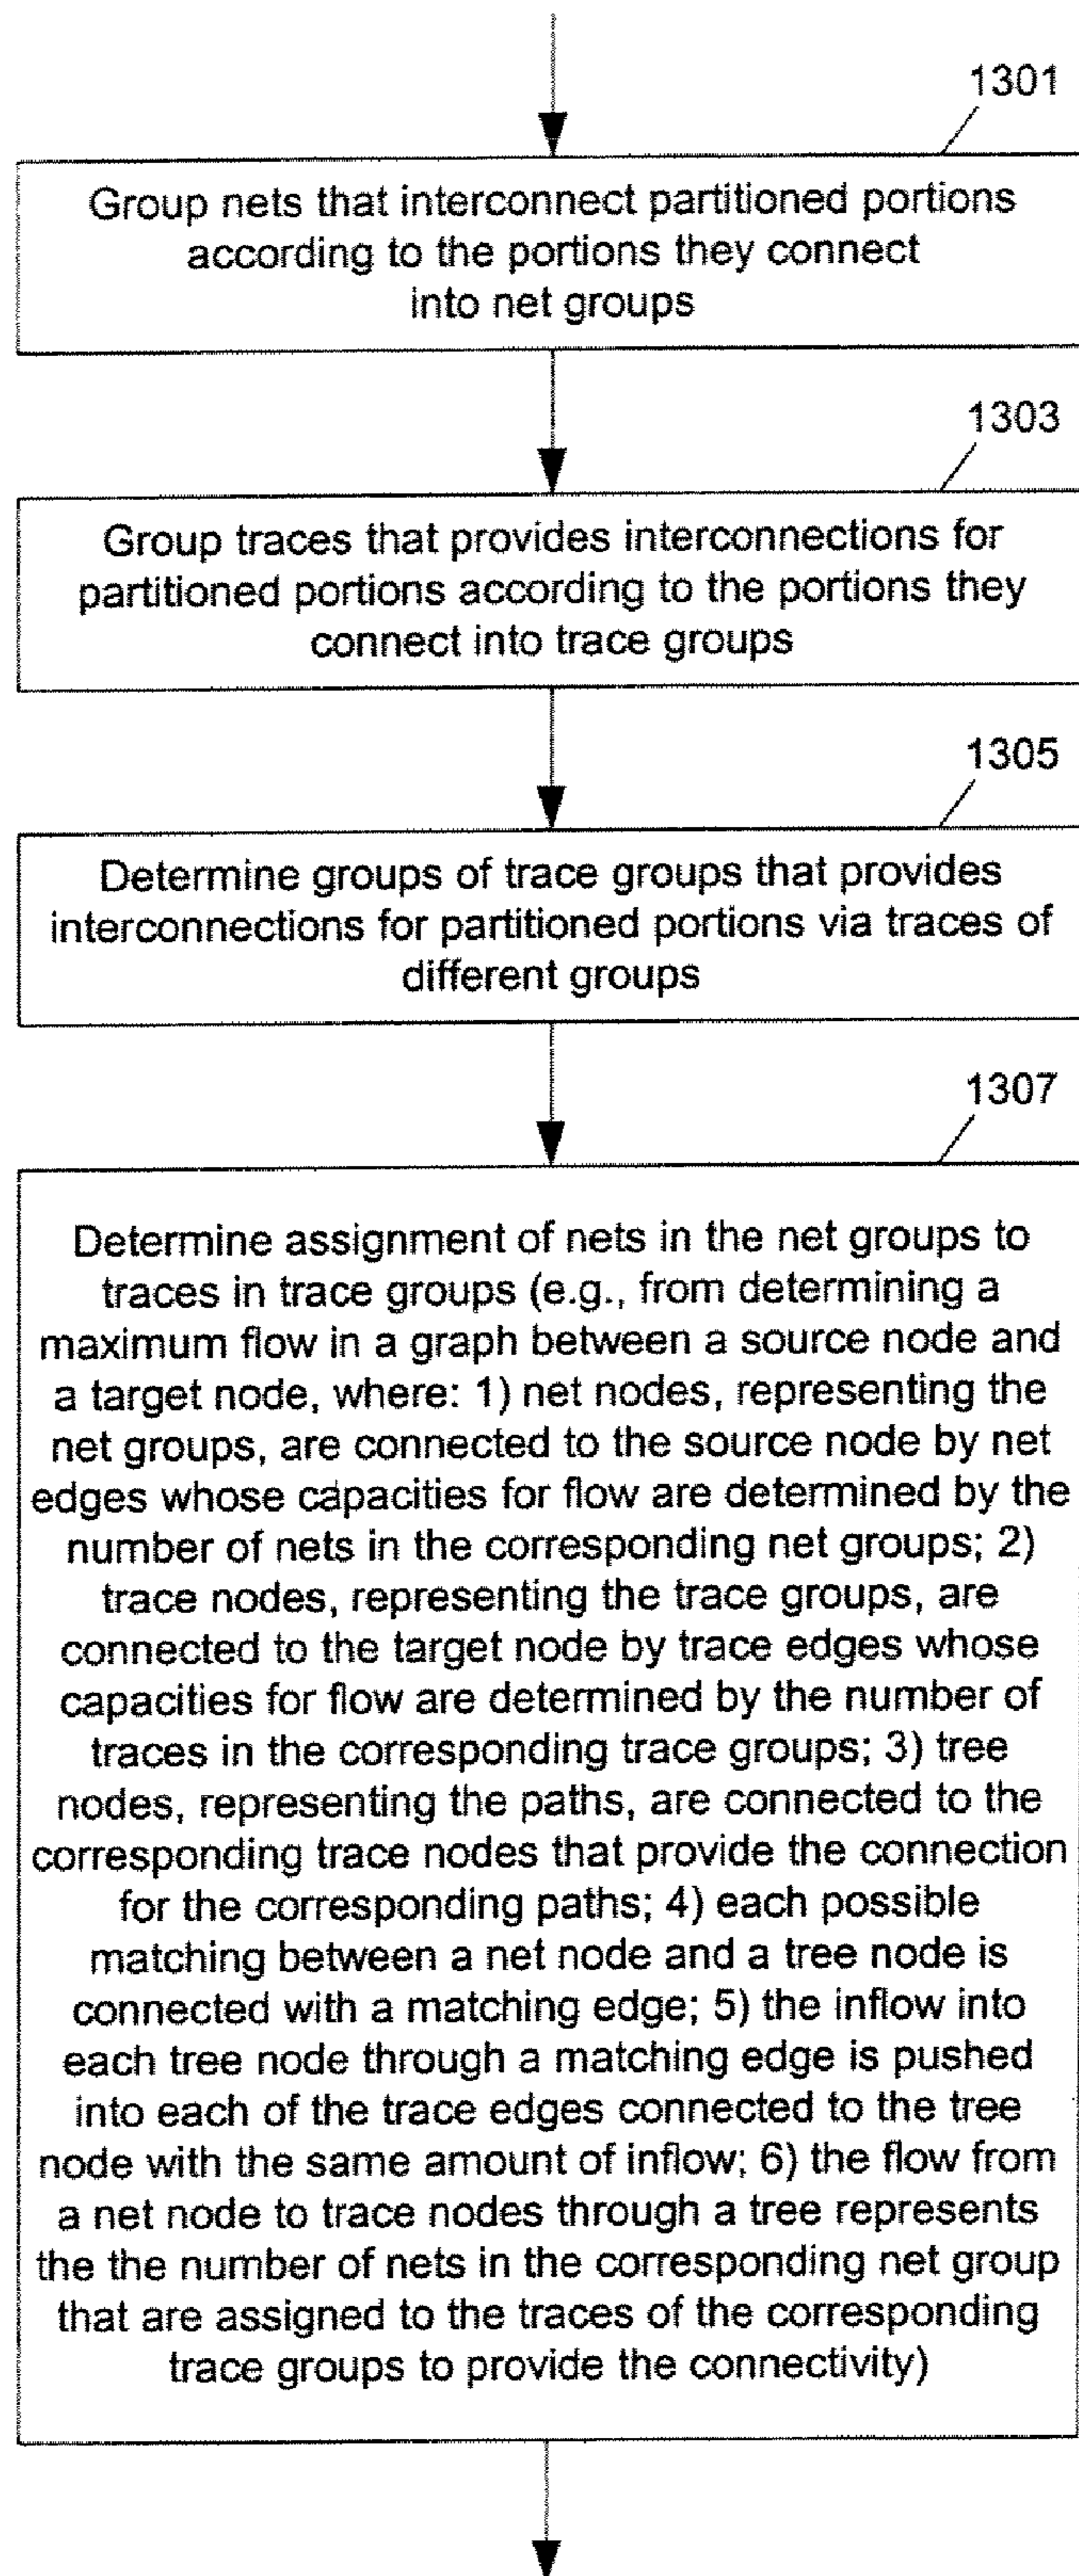 1301
Group nets that interconnect partitioned portions
according to the portions they connect
into net groups
1303
Group traces that provides interconnections for
partitioned portions according to the portions they
connect into trace groups
1305
Determine groups of trace groups that provides
interconnections for partitioned portions via traces of
different groups
1307
Determine assignment of nets in the net groups to
traces in trace groups (e.g., from determining a
maximum flow in a graph between a source node and
a target node, where: 1) net nodes, representing the
net groups, are connected to the source node by net
edges whose capacities for flow are determined by the
number of nets in the corresponding net groups; 2)
trace nodes, representing the trace groups, are
connected to the target node by trace edges whose
capacities for flow are determined by the number of
traces in the corresponding trace groups; 3) tree
nodes, representing the paths, are connected to the
corresponding trace nodes that provide the connection
for the corresponding paths; 4) each possible
matching between a net node and a tree node is
connected with a matching edge; 5) the inflow into
each tree node through a matching edge is pushed
into each of the trace edges connected to the tree
node with the same amount of inflow; 6) the flow from
a net node to trace nodes through a tree represents
the the number of nets in the corresponding net group
that are assigned to the traces of the corresponding
trace groups to provide the connectivity)